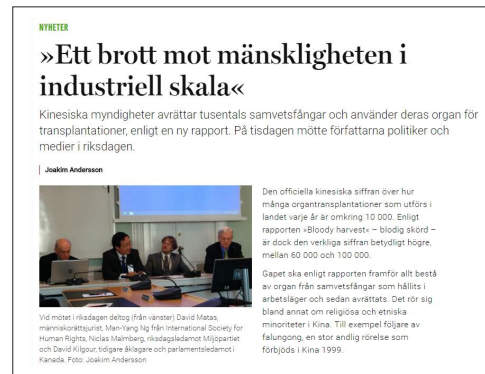 NYHETER
»Ett brott mot mänskligheten i
industriell skala«
Kinesiska myndigheter avrättar tusentals samvetsfångar och använder deras organ för
transplantationer, enligt en ny rapport. På tisdagen mötte författarna politiker och
medier i riksdagen.
Joakim Andersson
Vid mötet i riksdagen deltog (från vänster) David Matas,
människorättsjurist. Man-Yang Ng från International Society for
Human Rights, Niclas Malmberg, riksdagsledamot Miljöpartiet
och David Kilgour, tidigare åklagare och parlamentsledamot i
Kanada. Foto: Joakim Andersson
Den officiella kinesiska siffran över hur
många organtransplantationer som utförs i
landet varje år är omkring 10 000. Enligt
rapporten »Bloody harvest« – blodig skörd –
är dock den verkliga siffran betydligt högre,
mellan 60 000 och 100 000.
Gapet ska enligt rapporten framför allt bestå
av organ från samvetsfångar som hållits i
arbetsläger och sedan avrättats. Det rör sig
bland annat om religiösa och etniska
minoriteter i Kina. Till exempel följare av
falungong, en stor andlig rörelse som
förbjöds i Kina 1999.